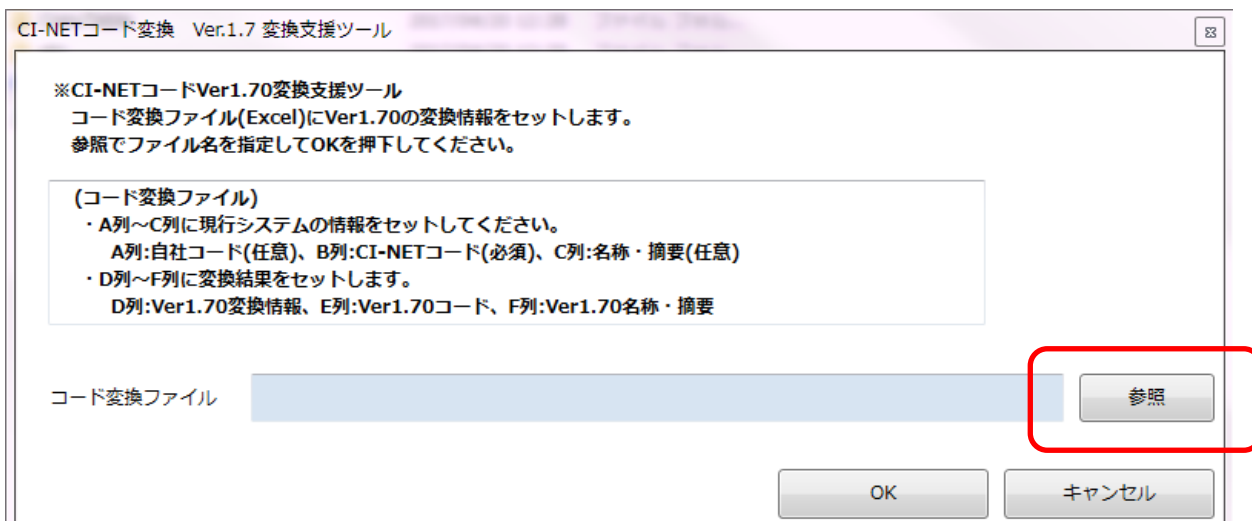 CI-NETコード変換　Ver.1.7 変換支援ツール
※CI-NETコードVer1.70変換支援ツール
コード変換ファイル(Excel)にVer1.70の変換情報をセットします。
参照でファイル名を指定してOKを押下してください。
(コード変換ファイル)
・A列～C列に現行システムの情報をセットしてください。
A列:自社コード(任意)、B列:CI-NETコード(必須)、C列:名称・摘要(任意)
・D列～F列に変換結果をセットします。
D列:Ver1.70変換情報、E列:Ver1.70コード、F列:Ver1.70名称・摘要
コード変換ファイル
参照
OK
キャンセル